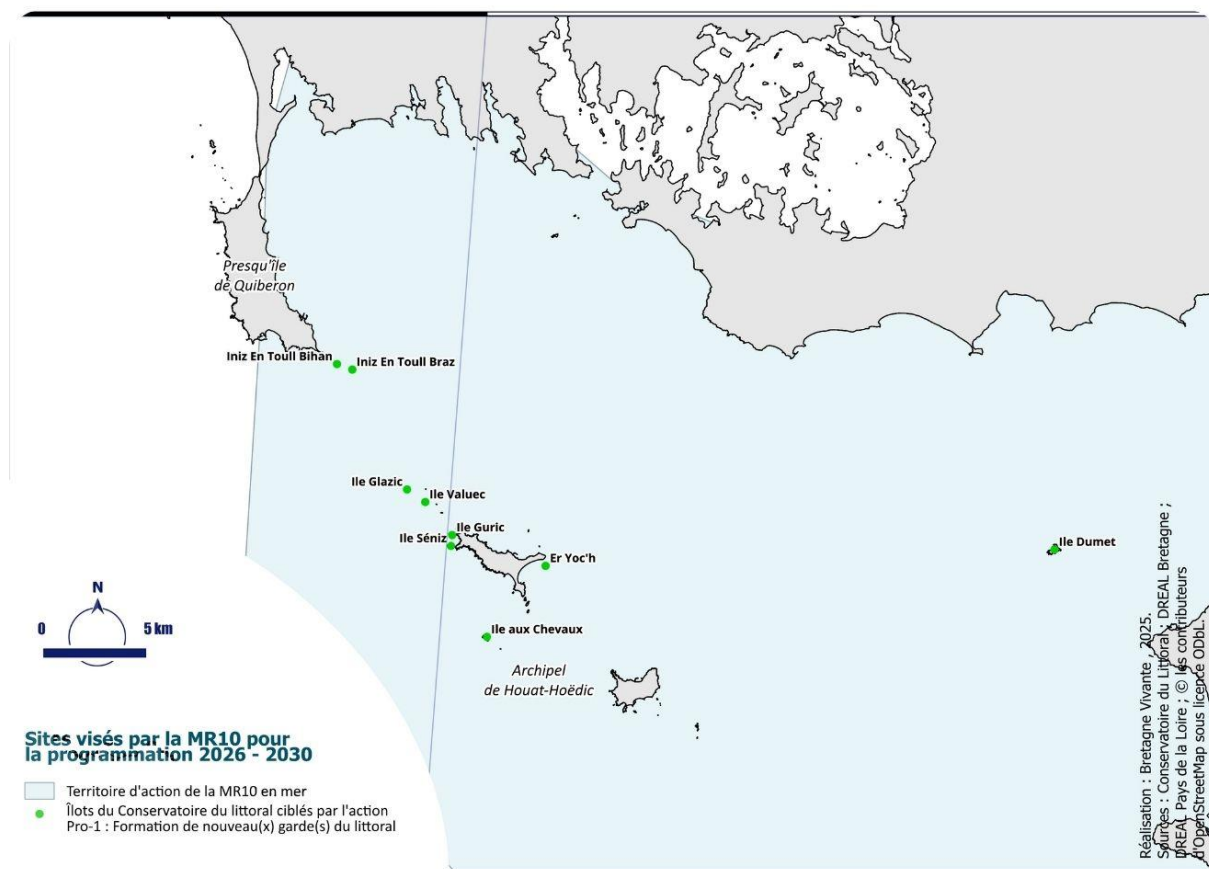 Presqu'île
de Quiberon
Iniz En Toull Bihan
Iniz En Toull Braz
Ile Glazic
Ile Valuec
Ile Guric
Ile Séniz
Er Yoc'h
Ile Dumet
Ile aux Chevaux
Archipel
de Houat-Hoëdic
N
0 5 km
Sites visés par la MR10 pour
la programmation 2026 - 2030
Territoire d'action de la MR10 en mer
Îlots du Conservatoire du littoral ciblés par l'action
Pro-1 : Formation de nouveau(x) garde(s) du littoral
Réalisation : Bretagne Vivante , 2025.
Sources : Conservatoire du Littoral ; DREAL Bretagne ;
DREAL Pays de la Loire ; © les contributeurs
d'OpenStreetMap sous licence ODbL.